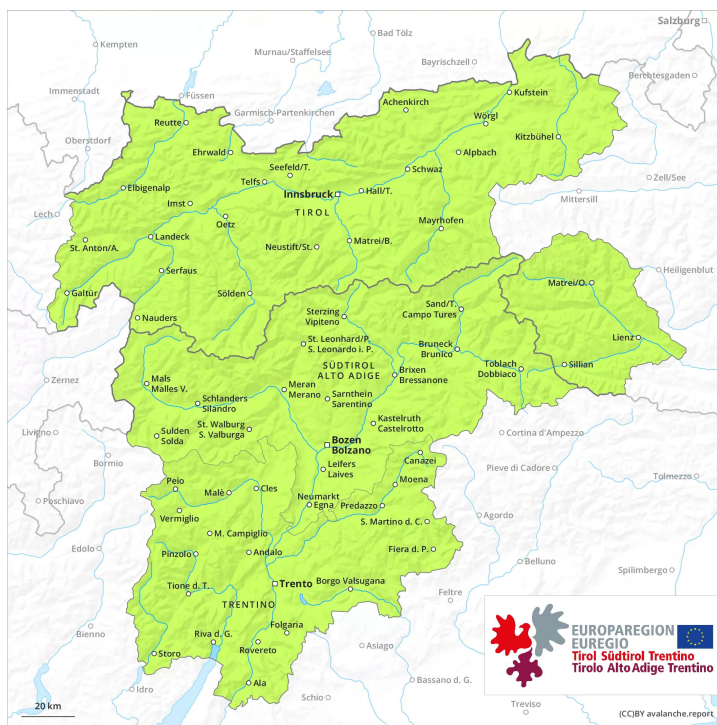 Salzburg
Kempten
Bad Tölz
Murnau/Staffelsee
Bayrischzell
Berchtesgaden
Immenstadt
Füssen
Garmisch-Partenkirchen
Achenkirch
Kufstein
Reutte
Wörgl
Oberstdorf
Kitzbühel
Ehrwald
Alpbach
Seefeld/T.
Schwaz
Zell/See
Telfs
Elbigenalp
Innsbruck
Hall/T.
Mittersill
Imst
TIROL
Lech
Oetz
Mayrhofen
Landeck
Neustift/St.
Matrei/B.
St. Anton/A.
Serfaus
Heiligenblut
Matrei/O.
Galtür
Sölden
Sand/T.
Campo Tures
Sterzing
Vipiteno
Nauders
Lienz
St. Leonhard/P.
S. Leonardo i. P.
Bruneck
Brunico
Toblach
Dobbiaco
Sillian
SÜDTIROL
ALTO ADIGE
Brixen
Bressanone
Zernez
Mals
Malles V.
Meran
Merano
Sarnthein
Sarentino
Schlanders
Silandro
Kastelruth
Castelrotto
St. Walburg
S. Valburga
Livigno
Sulden
Solda
Cortina d'Ampezzo
Bozen
Bolzano
Bormio
Canazei
Pieve di Cadore
Leifers
Laives
Tolmezzo
Peio
Malè
Cles
Moena
Poschiavo
Neumarkt
Egna
Predazzo
Vermiglio
Agordo
S. Martino d. C.
M. Campiglio
Edolo
Pinzolo
Andalo
Fiera d. P.
Belluno
Spilimbergo
Tione d. T.
Trento
Borgo Valsugana
Feltre
TRENTINO
Folgaria
Bienno
Riva d. G.
Rovereto
Asiago
Storo
Ala
Bassano d. G.
Idro
Schio
Treviso
20 km
EUROPAREGION
EUREGIO
Tirol Südtirol Trentino
Tirolo Alto Adige Trentino
(CC)BY avalanche.report